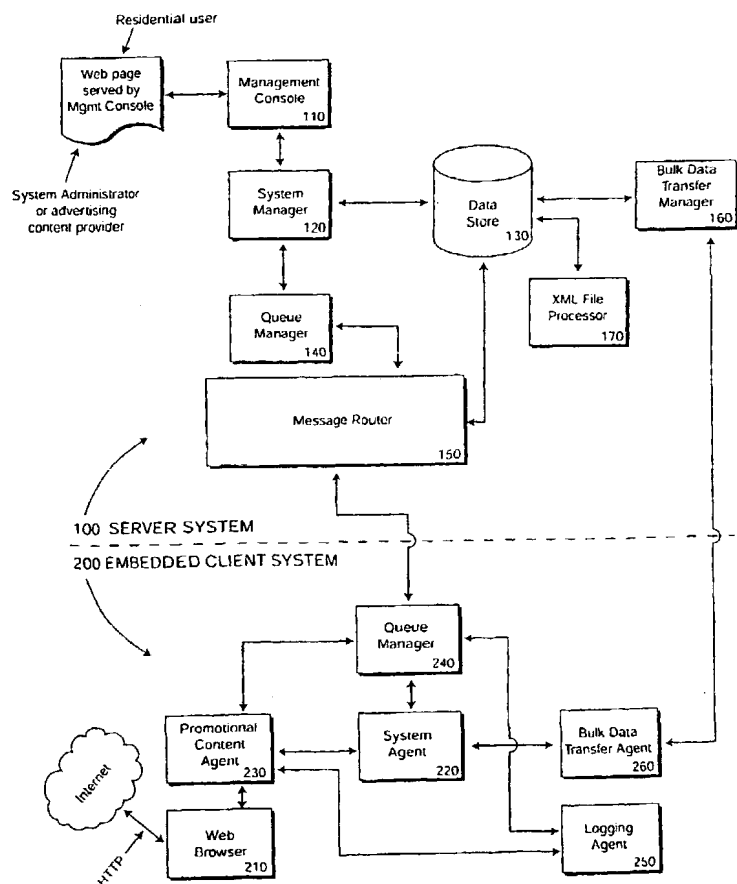 Residential user
Web page
served by
Mgmt Console
Management
Console
110
System Administrator
or advertising
content provider
System
Manager
120
Data
Store
130
Bulk Data
Transfer
Manager
160
XML File
Processor
170
Queue
Manager
140
Message Router
150
100 SERVER SYSTEM
200 EMBEDDED CLIENT SYSTEM
Queue
Manager
240
Promotional
Content
Agent
230
System
Agent
220
Bulk Data
Transfer Agent
260
Internet
HTTP
Web
Browser
210
Logging
Agent
250